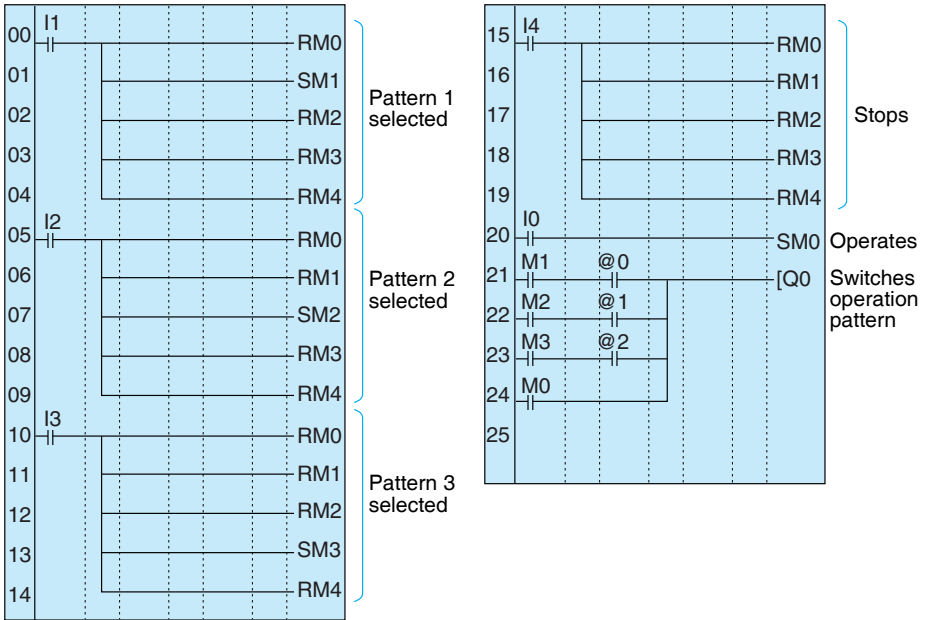 I1
00 RM0
01 SM1
02 RM2
03 RM3
04 RM4
Pattern 1
selected
I2
05 RM0
06 RM1
07 SM2
08 RM3
09 RM4
Pattern 2
selected
I3
10 RM0
11 RM1
12 RM2
13 SM3
14 RM4
Pattern 3
selected
I4
15 RM0
16 RM1
17 RM2
18 RM3
19 RM4
Stops
I0
20 SM0 Operates
M1 @0
21 [Q0 Switches
operation
pattern
M2 @1
22
M3 @2
23
M0
24
25